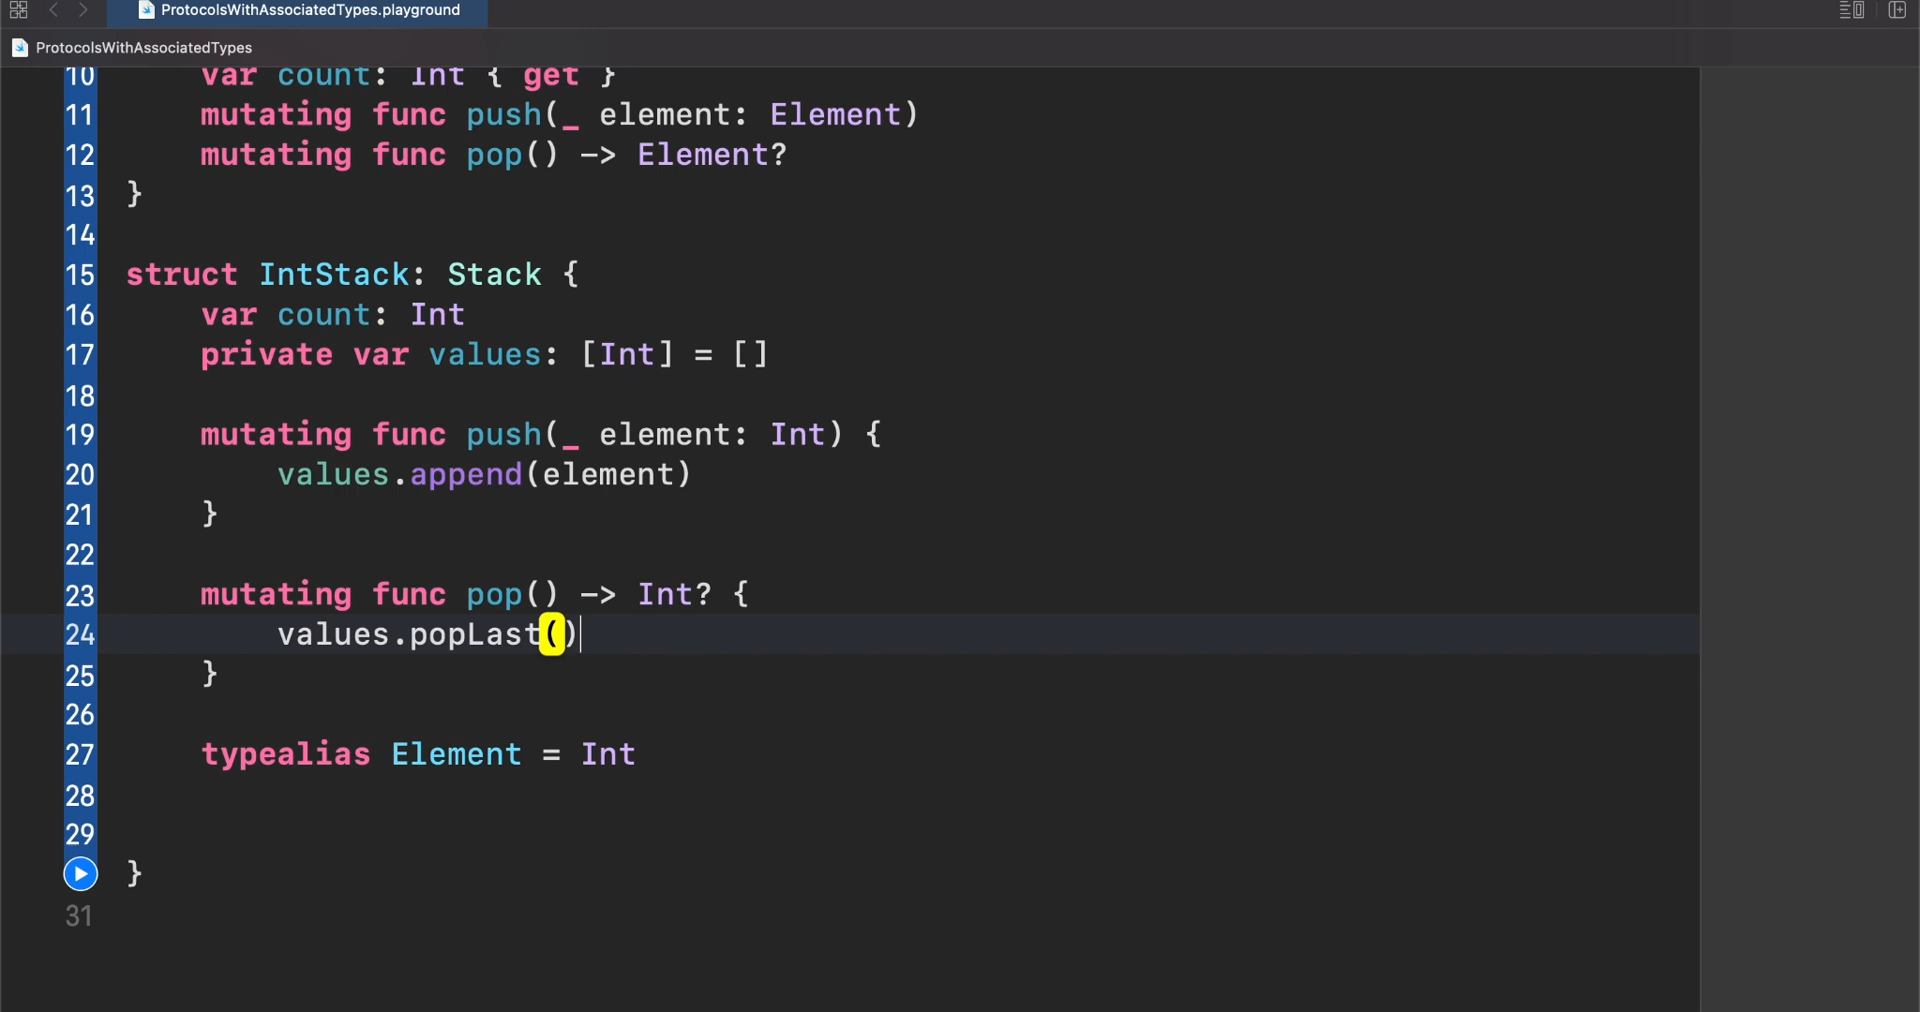 ProtocolsWithAssociatedTypes.playground
ProtocolsWithAssociatedTypes
10 var count: Int { get }
11 mutating func push(_ element: Element)
12 mutating func pop() -> Element?
13 }
14
15 struct IntStack: Stack {
16 var count: Int
17 private var values: [Int] = []
18
19 mutating func push(_ element: Int) {
20 values.append(element)
21 }
22
23 mutating func pop() -> Int? {
24 values.popLast()
25 }
26
27 typealias Element = Int
28
29
}
31